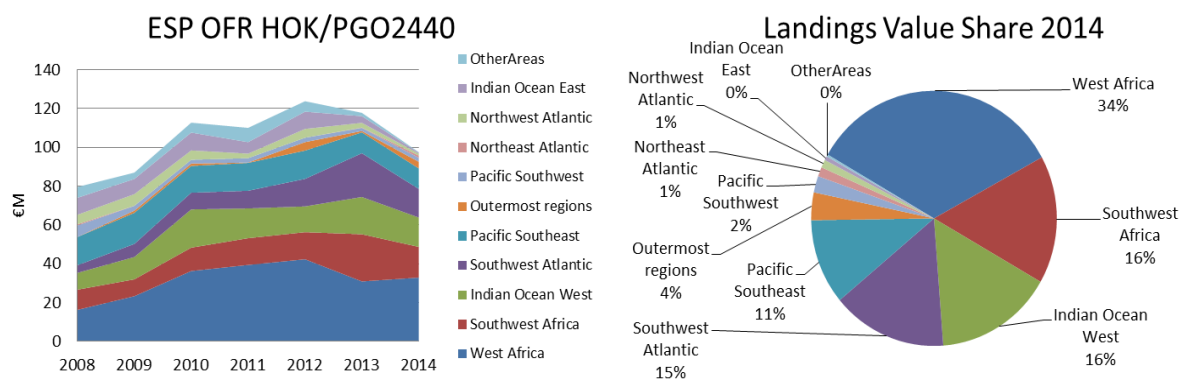 ESP OFR HOK/PGO2440
€M
140
120
100
80
60
40
20
0
2008 2009 2010 2011 2012 2013 2014
OtherAreas
Indian Ocean East
Northwest Atlantic
Northeast Atlantic
Pacific Southwest
Outermost regions
Pacific Southeast
Southwest Atlantic
Indian Ocean West
Southwest Africa
West Africa
Landings Value Share 2014
Indian Ocean
East
0%
OtherAreas
0%
West Africa
34%
Northwest
Atlantic
1%
Northeast
Atlantic
1%
Pacific
Southwest
2%
Southwest
Africa
16%
Outermost
regions
4%
Pacific
Southeast
11%
Indian Ocean
West
16%
Southwest
Atlantic
15%